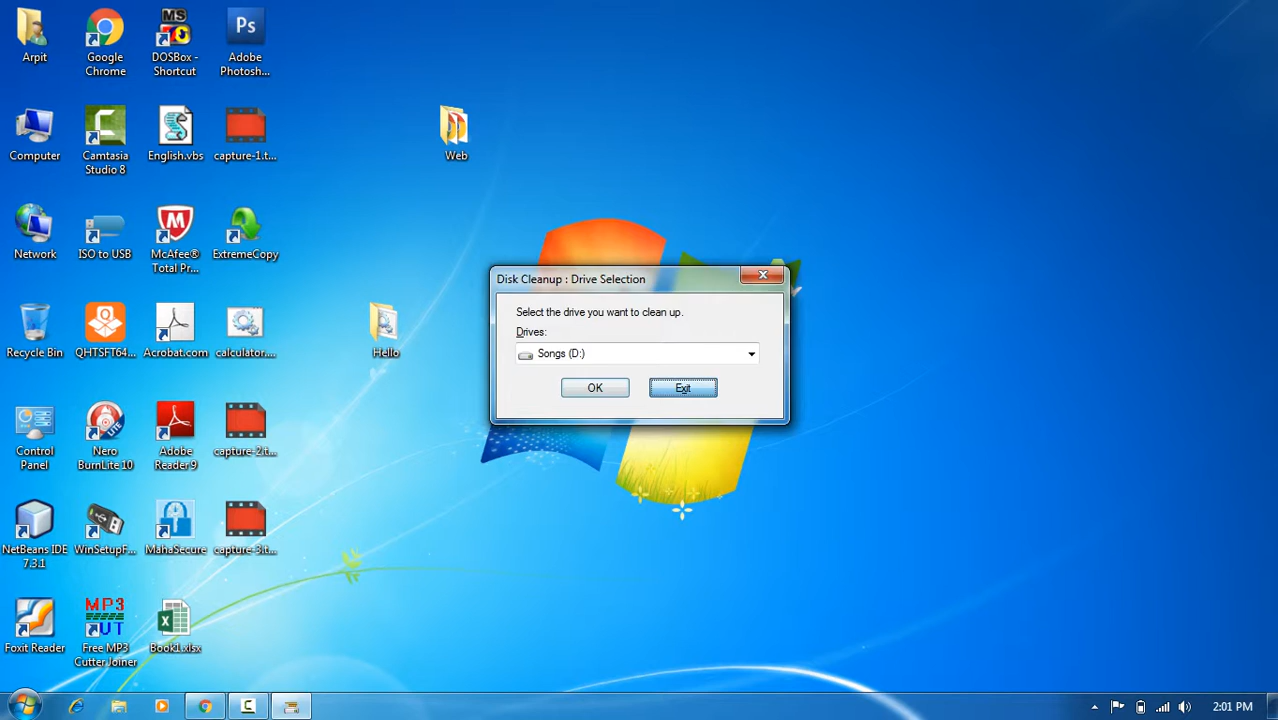 Arpit
Google
Chrome
DOSBox -
Shortcut
Ps
Adobe
Photosh...
Computer
Camtasia
Studio 8
English.vbs
capture-1.t...
Web
Network
ISO to USB
McAfee®
Total Pr...
ExtremeCopy
Recycle Bin
QHTSFT64...
Acrobat.com
calculator....
Hello
Disk Cleanup : Drive Selection
Select the drive you want to clean up.
Drives:
Songs (D:)
OK
Exit
Control
Panel
Nero
BurnLite 10
Adobe
Reader 9
capture-2.t...
NetBeans IDE
7.3.1
WinSetupF...
MahaSecure
capture-3.t...
Foxit Reader
MP3
Free MP3
Cutter Joiner
Book1.xlsx
2:01 PM